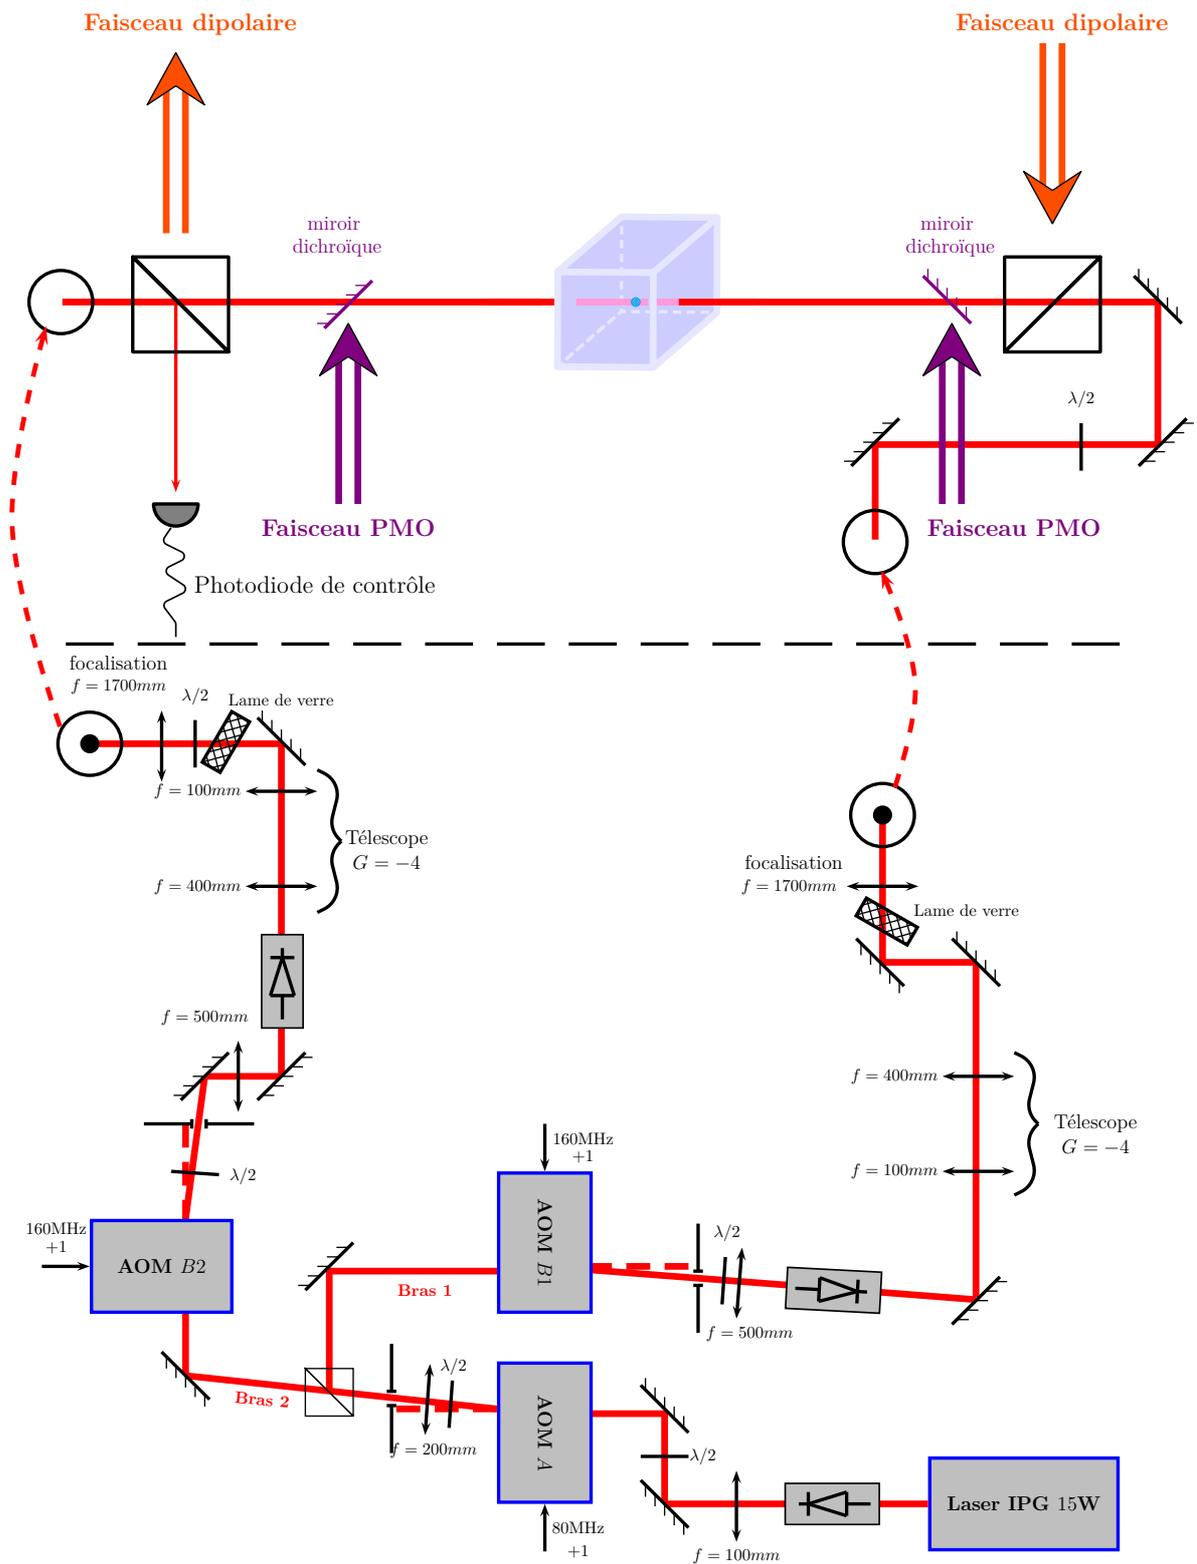 Faisceau dipolaire
Faisceau dipolaire
miroir
dichroïque
miroir
dichroïque
λ/2
Faisceau PMO
Faisceau PMO
Photodiode de contrôle
focalisation
f = 1700mm
λ/2
Lame de verre
f = 100mm
Télescope
G = −4
f = 400mm
focalisation
f = 1700mm
Lame de verre
f = 500mm
f = 400mm
Télescope
G = −4
f = 100mm
160MHz
+1
λ/2
160MHz
+1
AOM B2
AOM B1
λ/2
Bras 1
f = 500mm
λ/2
Bras 2
f = 200mm
AOM A
λ/2
Laser IPG 15W
80MHz
+1
f = 100mm